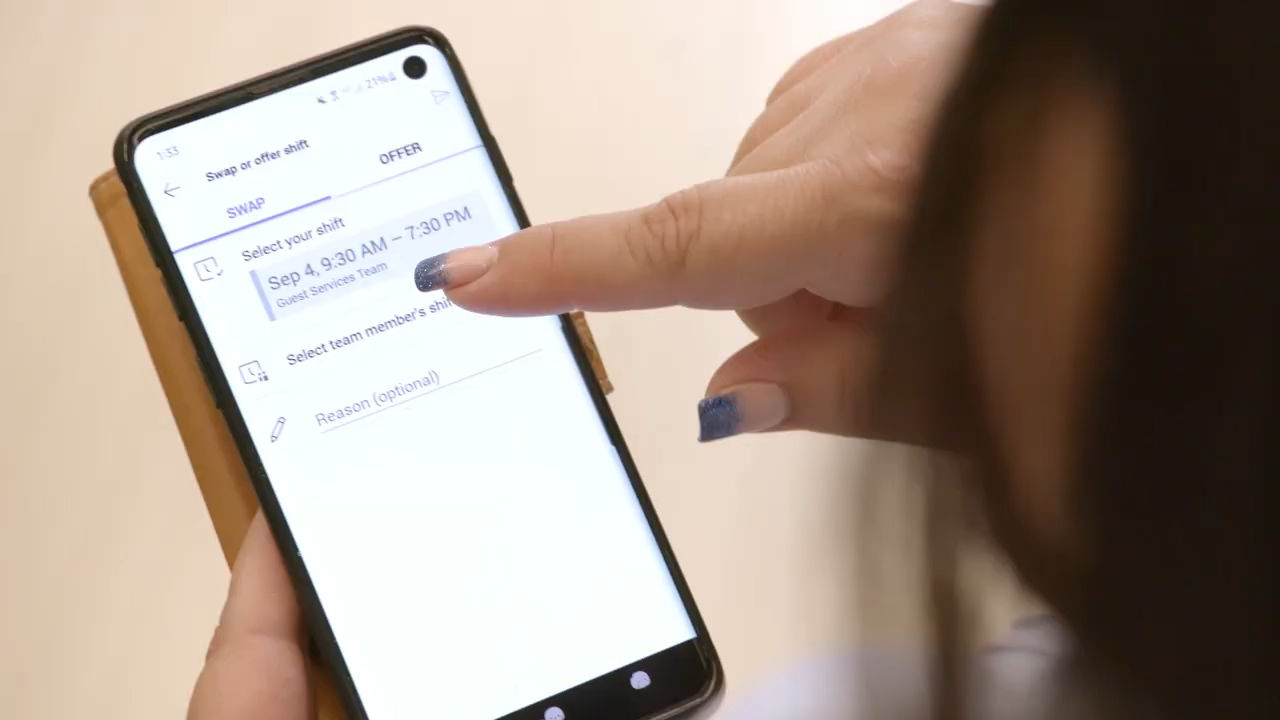 1:33
21%
Swap or offer shift
SWAP
OFFER
Select your shift
Sep 4, 9:30 AM – 7:30 PM
Guest Services Team
Select team member's shi
Reason (optional)